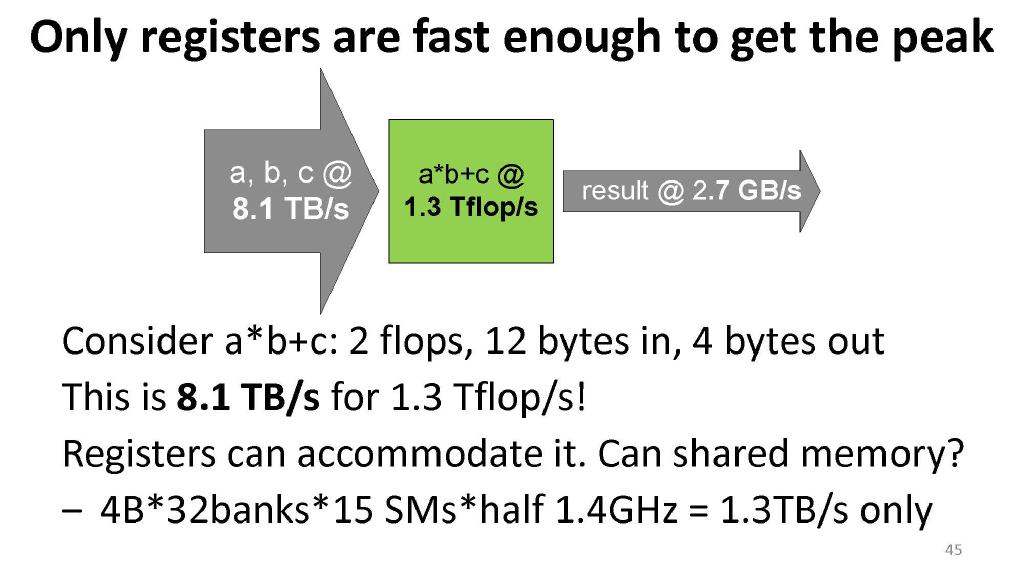 Only registers are fast enough to get the peak
a, b, c @
8.1 TB/s
a*b+c @
1.3 Tflop/s
result @ 2.7 GB/s
Consider a*b+c: 2 flops, 12 bytes in, 4 bytes out
This is 8.1 TB/s for 1.3 Tflop/s!
Registers can accommodate it. Can shared memory?
– 4B*32banks*15 SMs*half 1.4GHz = 1.3TB/s only
45